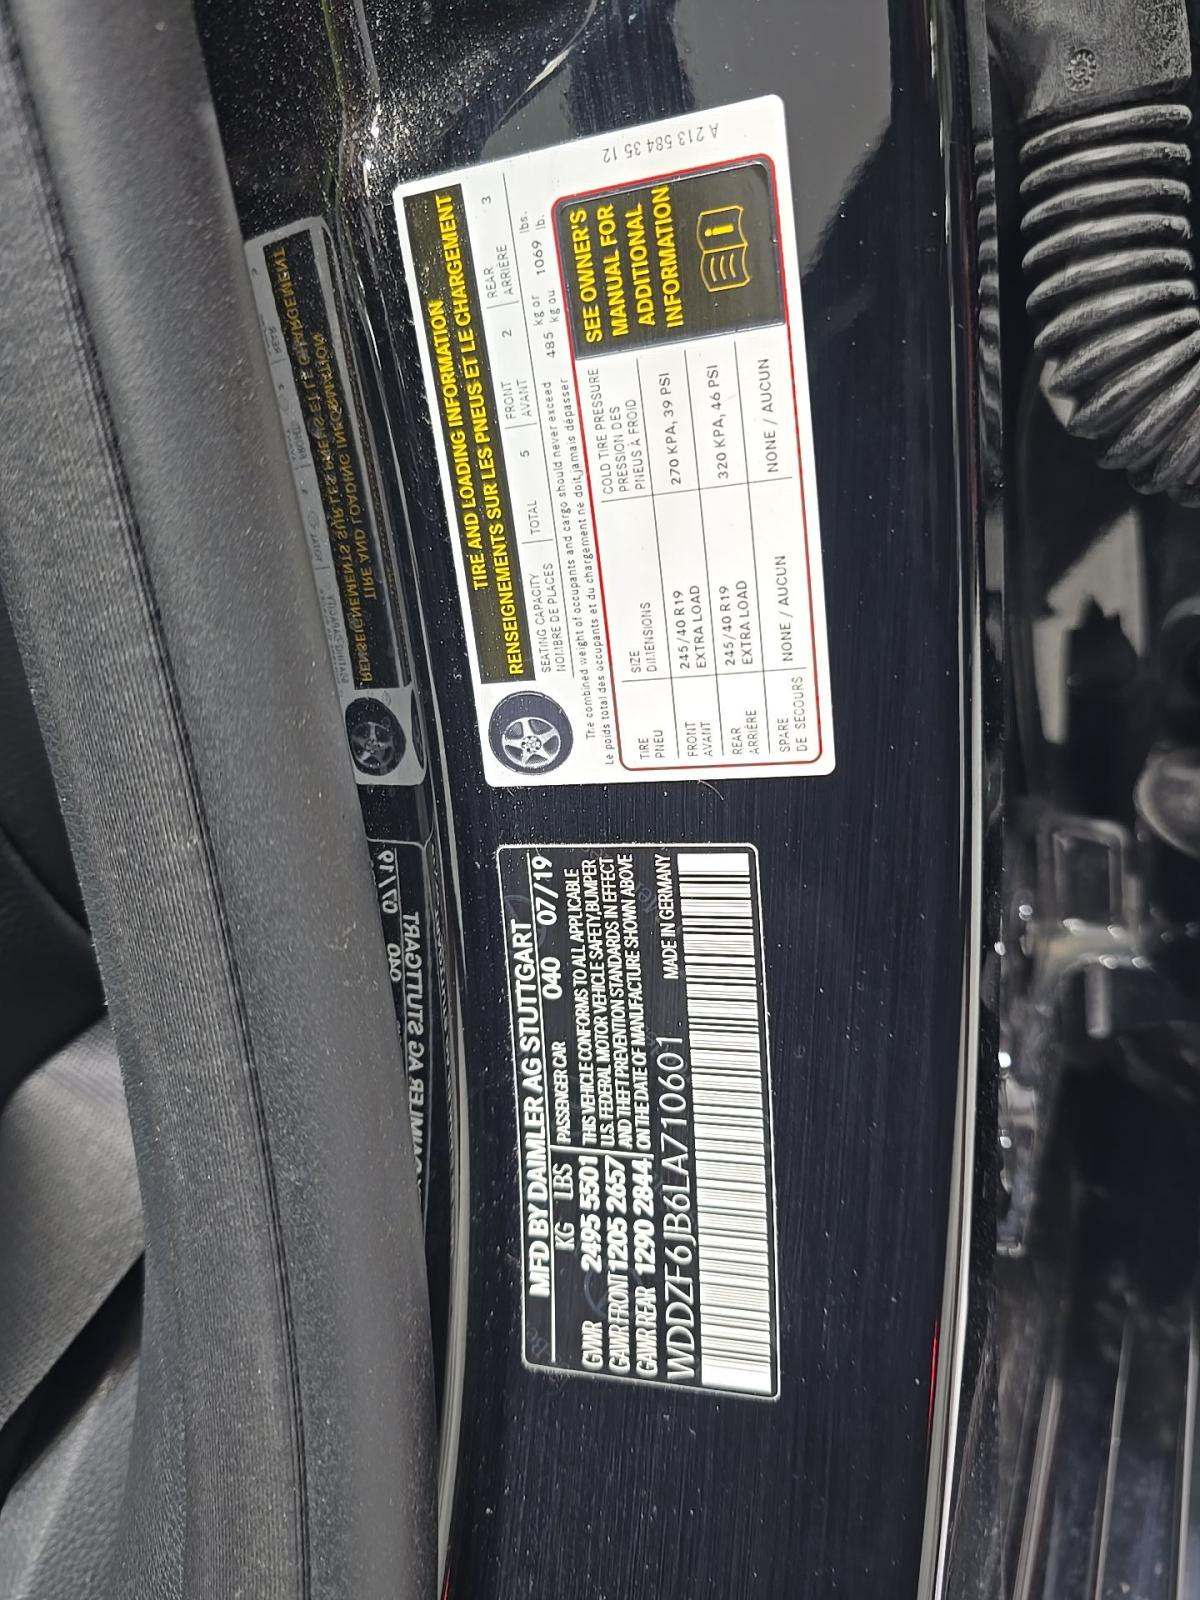 A 213 584 35 12
TIRE AND LOADING INFORMATION
RENSEIGNEMENTS SUR LES PNEUS ET LE CHARGEMENT
SEATING CAPACITY TOTAL 5 FRONT 2 REAR 3
NOMBRE DE PLACES AVANT ARRIÈRE
The combined weight of occupants and cargo should never exceed 485 kg or 1069 lbs.
Le poids total des occupants et du chargement ne doit jamais dépasser kg ou lb.
TIRE SIZE COLD TIRE PRESSURE
PNEU DIMENSIONS PRESSION DES
PNEUS À FROID
FRONT 245/40 R19 270 KPA, 39 PSI
AVANT EXTRA LOAD
REAR 245/40 R19 320 KPA, 46 PSI
ARRIÈRE EXTRA LOAD
SPARE NONE / AUCUN NONE / AUCUN
DE SECOURS
SEE OWNER'S
MANUAL FOR
ADDITIONAL
INFORMATION
MFD BY DAIMLER AG STUTTGART
KG LBS PASSENGER CAR 040 07/19
GVWR 2495 5501 THIS VEHICLE CONFORMS TO ALL APPLICABLE
GAWR FRONT 1205 2657 U.S. FEDERAL MOTOR VEHICLE SAFETY, BUMPER
GAWR REAR 1290 2844 AND THEFT PREVENTION STANDARDS IN EFFECT
ON THE DATE OF MANUFACTURE SHOWN ABOVE
WDDZF6JB6LA710601 MADE IN GERMANY